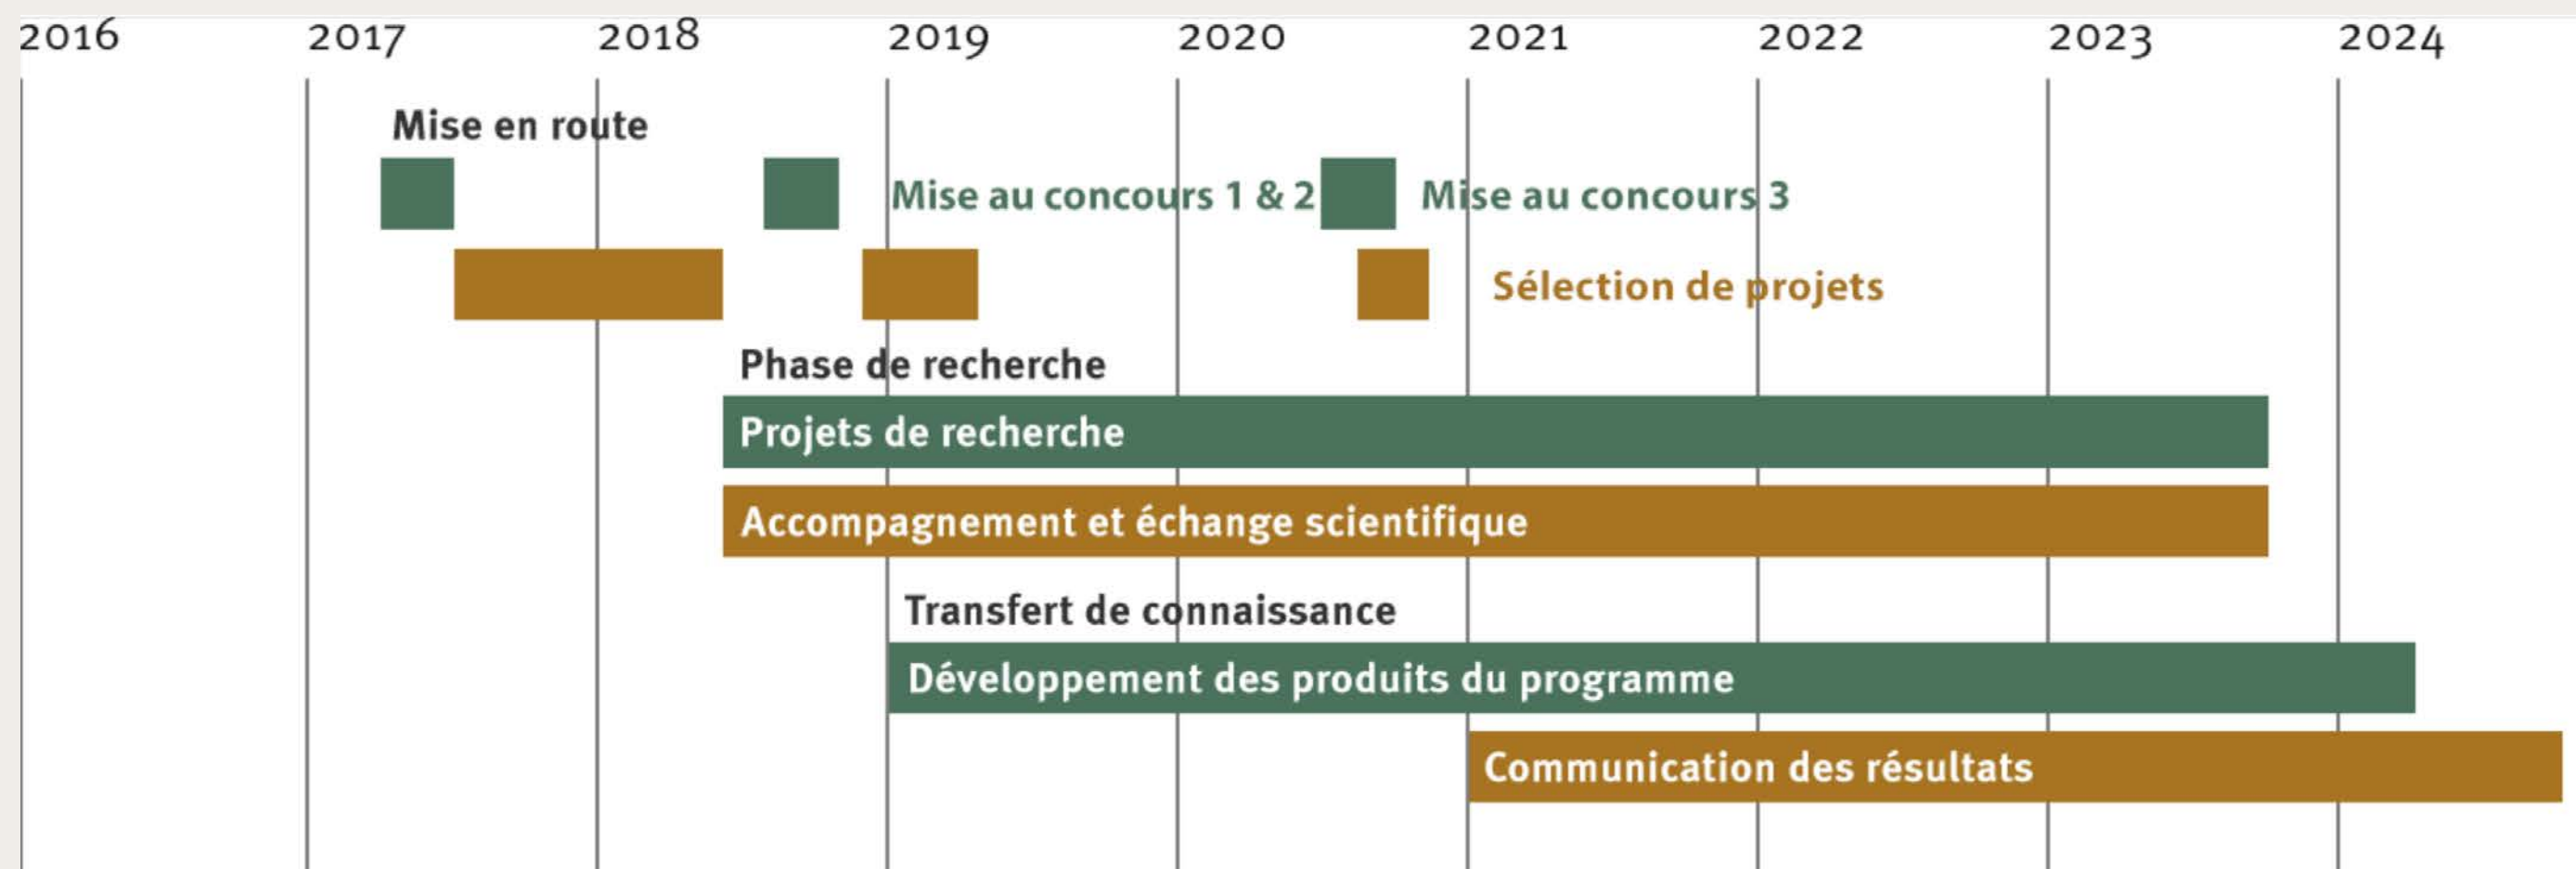 2016 2017 2018 2019 2020 2021 2022 2023 2024
Mise en route
Mise au concours 1 & 2 Mise au concours 3
Sélection de projets
Phase de recherche
Projets de recherche
Accompagnement et échange scientifique
Transfert de connaissance
Développement des produits du programme
Communication des résultats